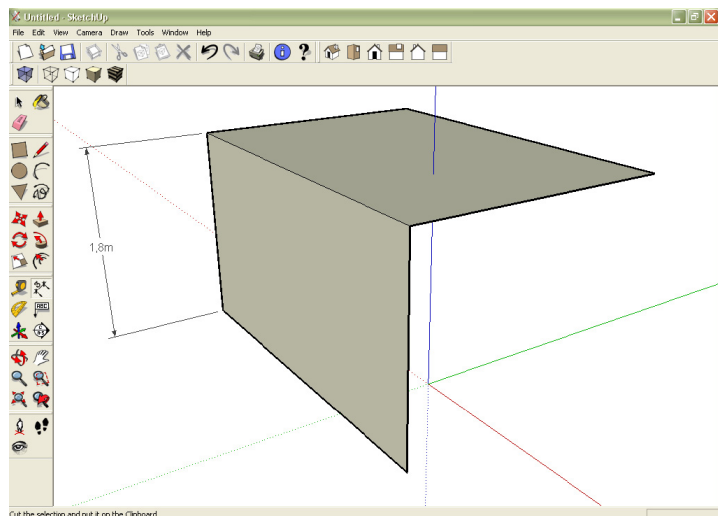 Untitled - SketchUp
File Edit View Camera Draw Tools Window Help
1,8m
ABC
Cut the selection and put it on the Clipboard